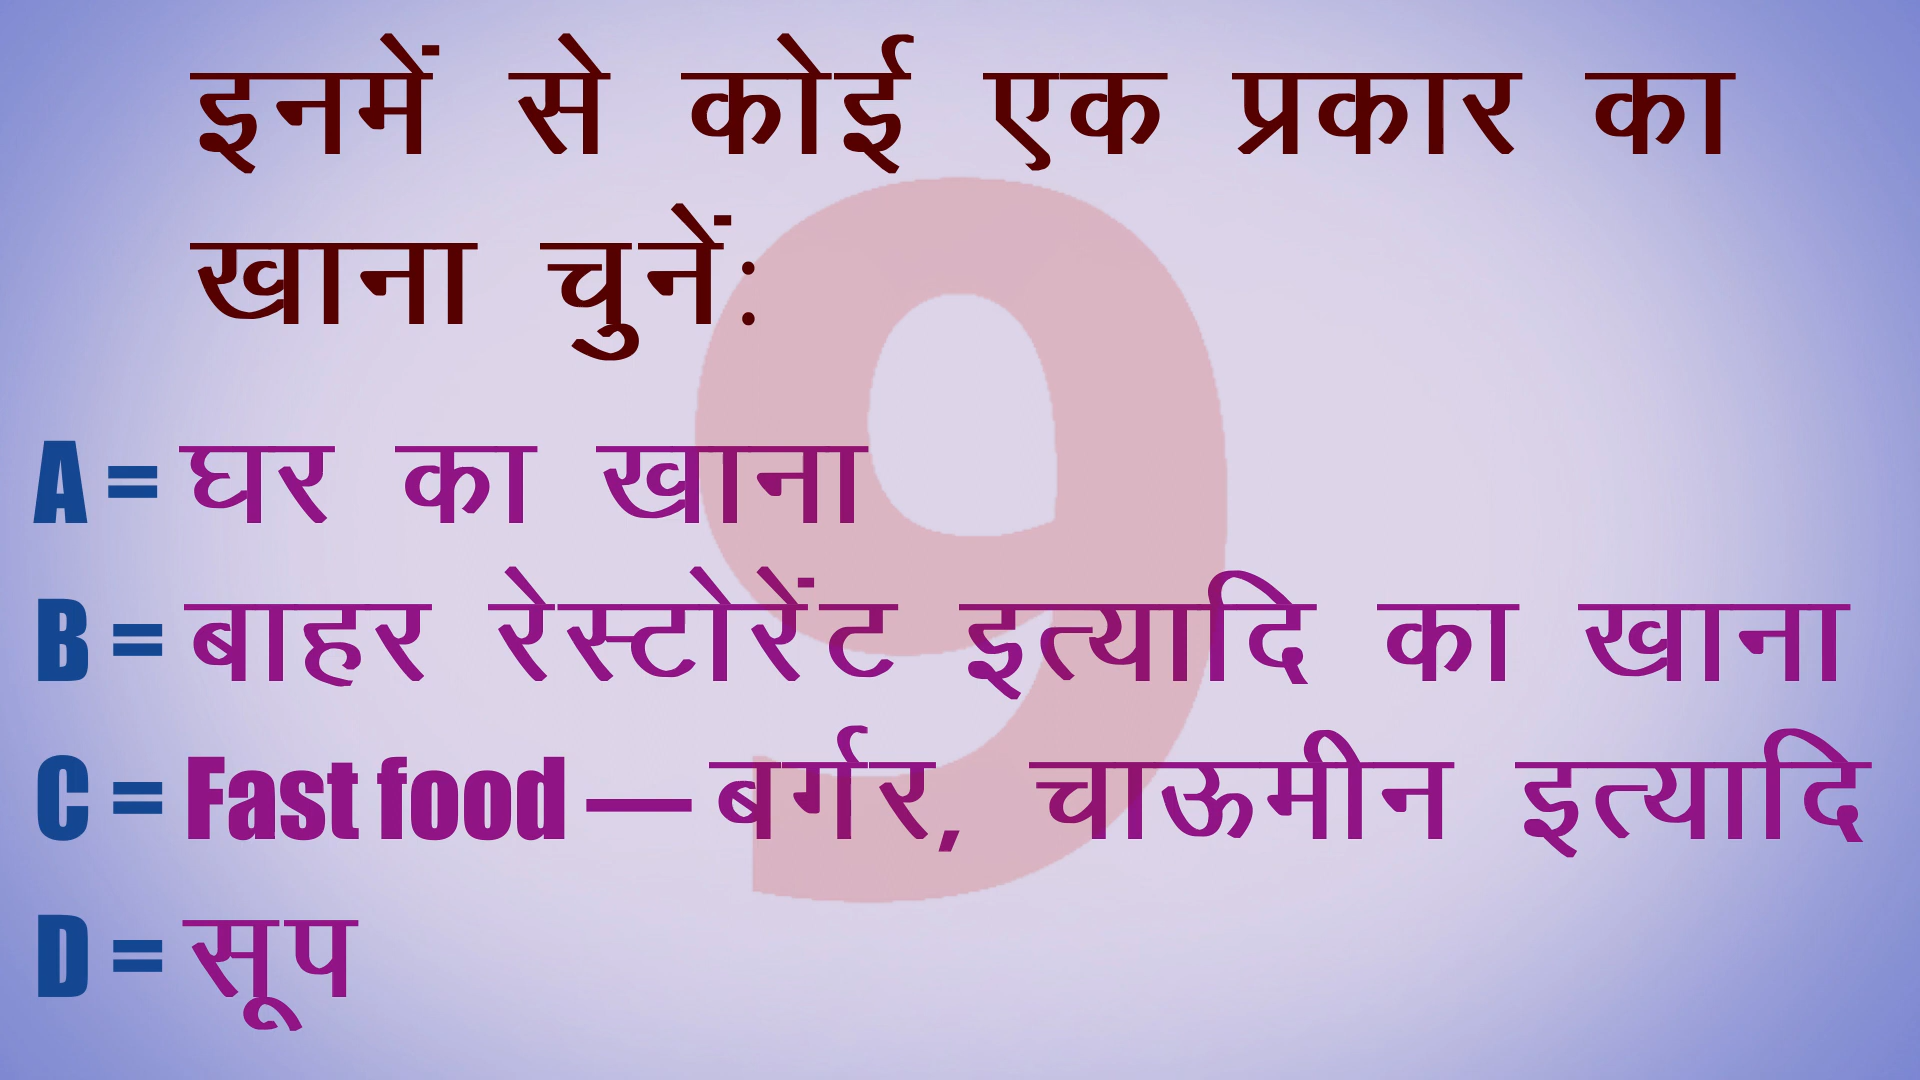 इनमें से कोई एक प्रकार का
खाना चुनें:
9
A = घर का खाना
B = बाहर रेस्टोरेंट इत्यादि का खाना
C = Fast food — बर्गर, चाऊमीन इत्यादि
D = सूप